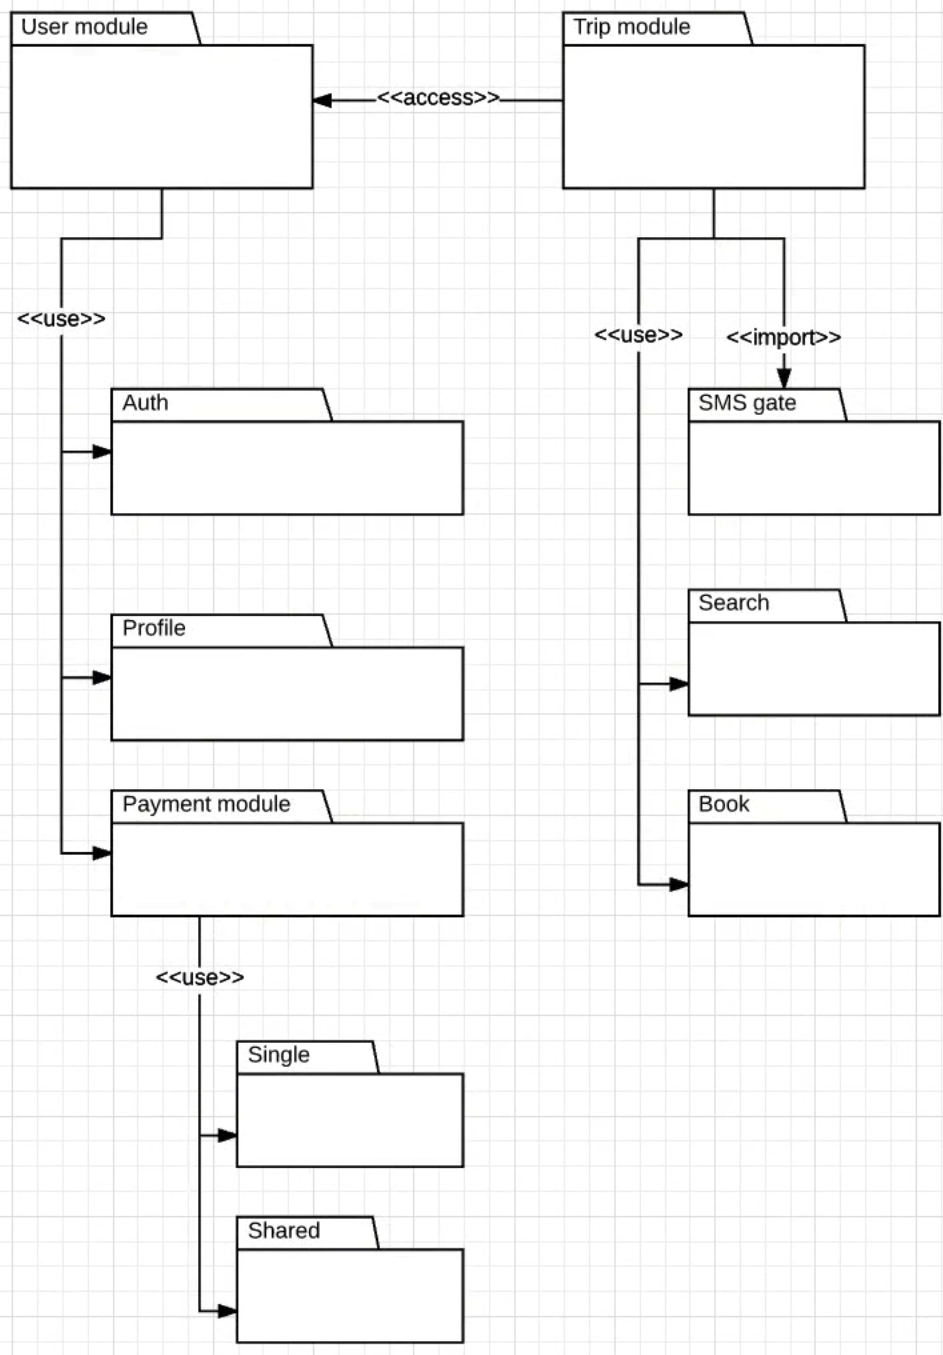 User module
Trip module
<<access>>
<<use>>
<<use>>
<<import>>
Auth
SMS gate
Search
Profile
Payment module
Book
<<use>>
Single
Shared